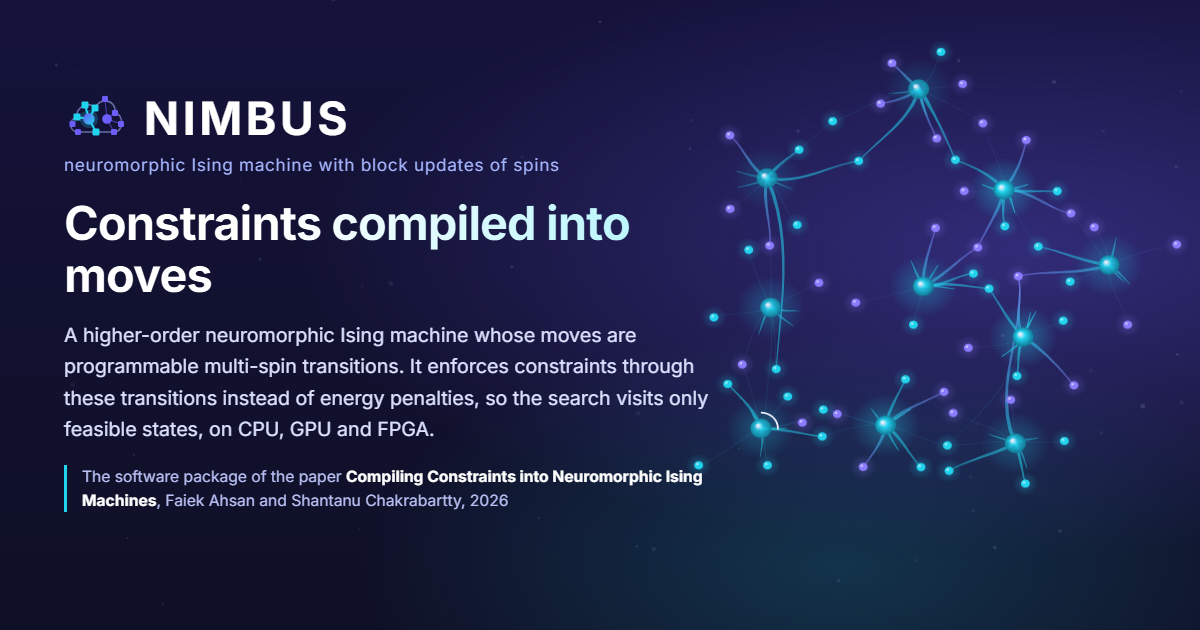 NIMBUS
neuromorphic Ising machine with block updates of spins
Constraints compiled into
moves
A higher-order neuromorphic Ising machine whose moves are
programmable multi-spin transitions. It enforces constraints through
these transitions instead of energy penalties, so the search visits only
feasible states, on CPU, GPU and FPGA.
The software package of the paper Compiling Constraints into Neuromorphic Ising
Machines, Faiek Ahsan and Shantanu Chakrabartty, 2026